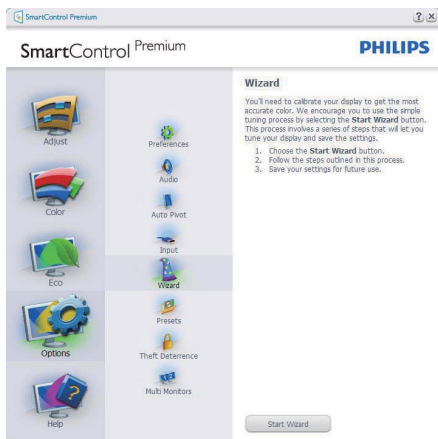 SmartControl Premium
? ×
SmartControl Premium
PHILIPS
Adjust
Color
Eco
Options
Help
Preferences
Audio
Auto Pivot
Input
Wizard
Presets
Theft Deterrence
Multi Monitors
Wizard
You'll need to calibrate your display to get the most
accurate color. We encourage you to use the simple
tuning process by selecting the Start Wizard button.
This process involves a series of steps that will let you
tune your display and save the settings.
1. Choose the Start Wizard button.
2. Follow the steps outlined in this process.
3. Save your settings for future use.
Start Wizard